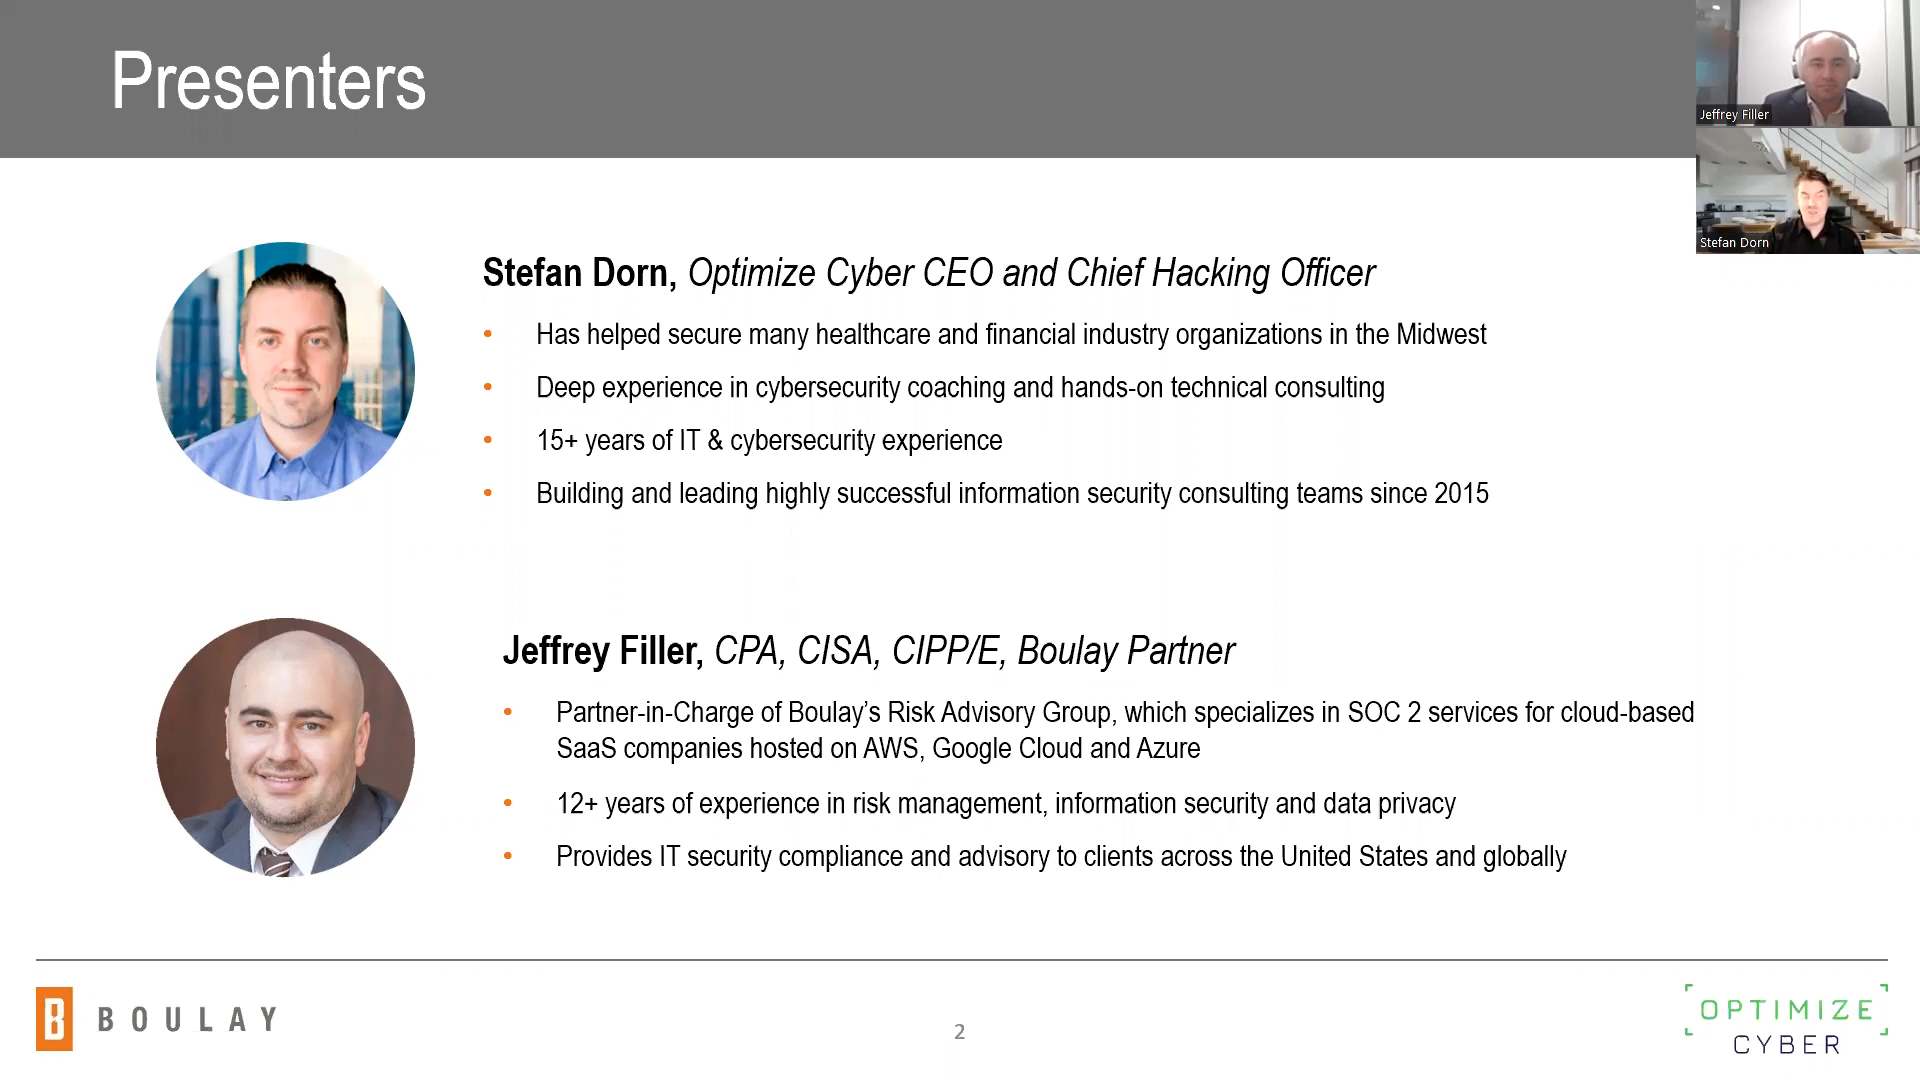 Presenters
Jeffrey Filler
Stefan Dorn
Stefan Dorn, Optimize Cyber CEO and Chief Hacking Officer
• Has helped secure many healthcare and financial industry organizations in the Midwest
• Deep experience in cybersecurity coaching and hands-on technical consulting
• 15+ years of IT & cybersecurity experience
• Building and leading highly successful information security consulting teams since 2015
Jeffrey Filler, CPA, CISA, CIPP/E, Boulay Partner
• Partner-in-Charge of Boulay’s Risk Advisory Group, which specializes in SOC 2 services for cloud-based
SaaS companies hosted on AWS, Google Cloud and Azure
• 12+ years of experience in risk management, information security and data privacy
• Provides IT security compliance and advisory to clients across the United States and globally
B BOULAY
2
OPTIMIZE
CYBER